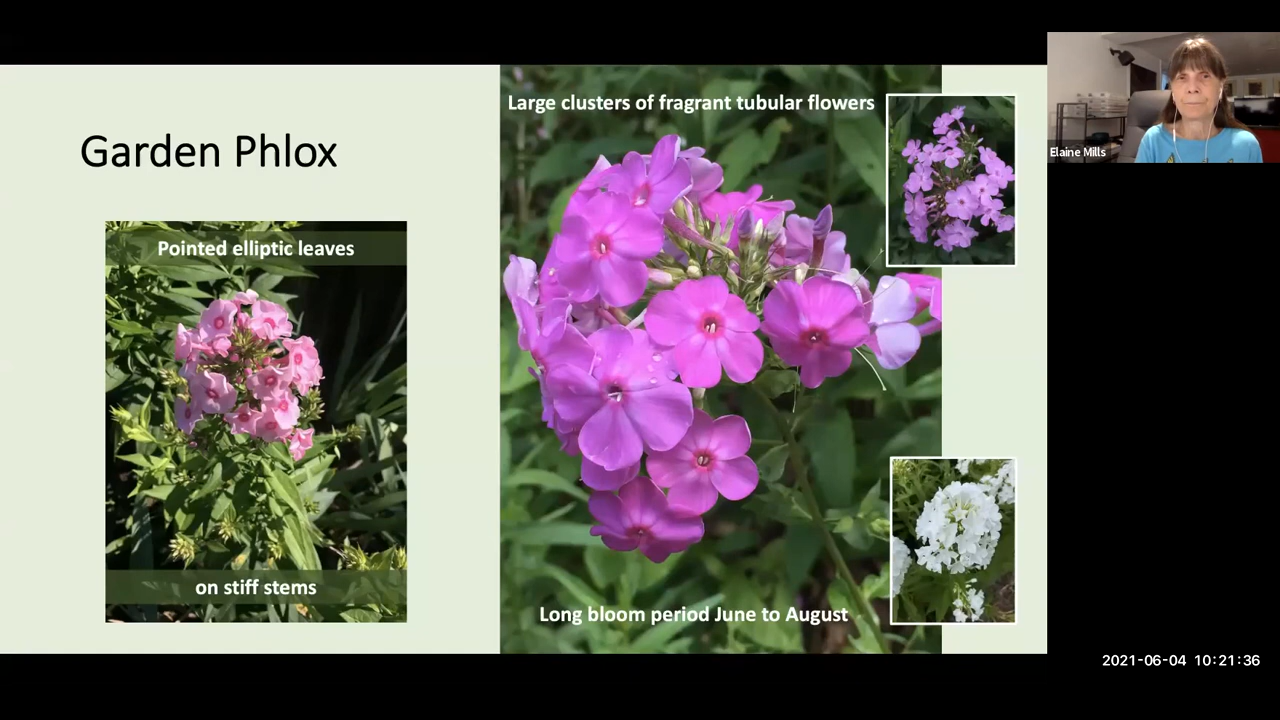 Garden Phlox
Pointed elliptic leaves
on stiff stems
Large clusters of fragrant tubular flowers
Long bloom period June to August
Elaine Mills
2021-06-04 10:21:36